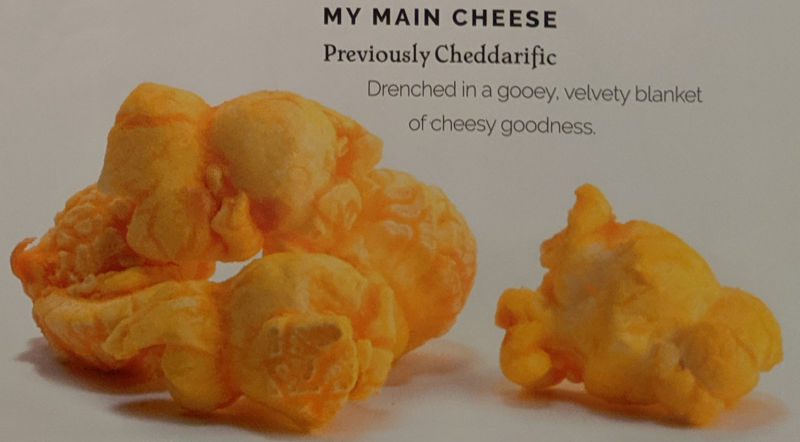 MY MAIN CHEESE
Previously Cheddarific
Drenched in a gooey, velvety blanket
of cheesy goodness.